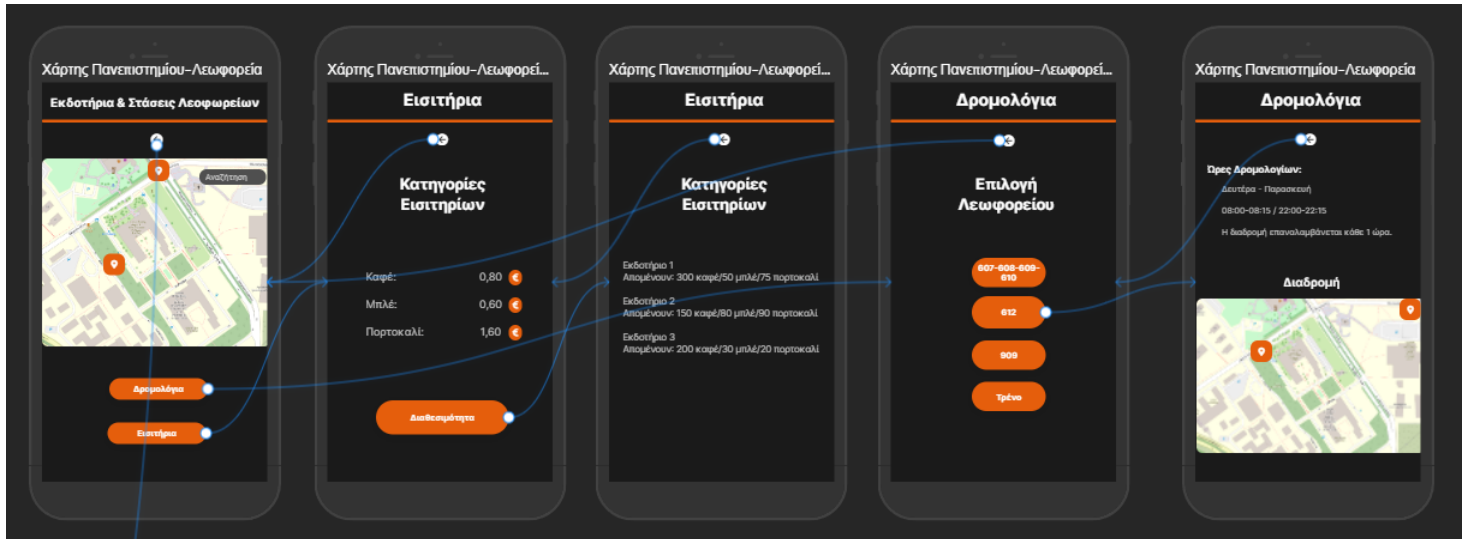 Χάρτης Πανεπιστημίου-Λεωφορεία
Εκδοτήρια & Στάσεις Λεοφωρείων
Αναζήτηση
Δρομολόγια
Εισιτήρια
Χάρτης Πανεπιστημίου-Λεωφορεί...
Εισιτήρια
Κατηγορίες
Εισιτηρίων
Καφέ: 0,80 €
Μπλέ: 0,60 €
Πορτοκαλί: 1,60 €
Διαθεσιμότητα
Χάρτης Πανεπιστημίου-Λεωφορεί...
Εισιτήρια
Κατηγορίες
Εισιτηρίων
Εκδοτήριο 1
Απομένουν: 300 καφέ/50 μπλέ/75 πορτοκαλί
Εκδοτήριο 2
Απομένουν: 150 καφέ/80 μπλέ/90 πορτοκαλί
Εκδοτήριο 3
Απομένουν: 200 καφέ/30 μπλέ/20 πορτοκαλί
Χάρτης Πανεπιστημίου-Λεωφορεί...
Δρομολόγια
Επιλογή
Λεωφορείου
607-608-609-
610
612
909
Τρένο
Χάρτης Πανεπιστημίου-Λεωφορεία
Δρομολόγια
Ώρες Δρομολογίων:
Δευτέρα - Παρασκευή
08:00-08:15 / 22:00-22:15
Η διαδρομή επαναλαμβάνεται κάθε 1 ώρα.
Διαδρομή